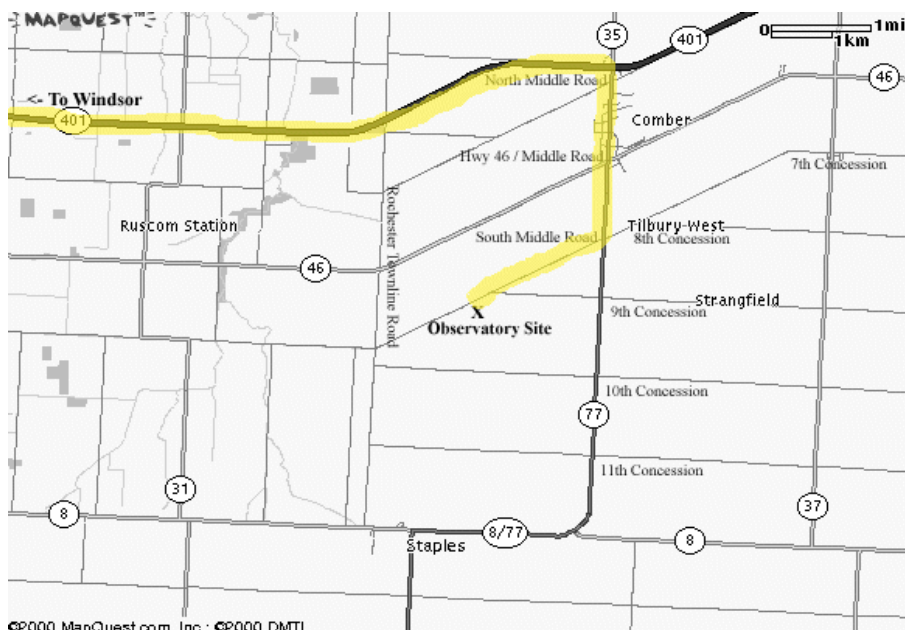 MAPQUEST™
35
401
0 1mi
1km
North Middle Road
46
<- To Windsor
401
Comber
Hwy 46 / Middle Road
7th Concession
Rochester Townline Road
Ruscom Station
South Middle Road
Tilbury-West
8th Concession
46
Strangfield
X
Observatory Site
9th Concession
10th Concession
77
11th Concession
31
37
8
8/77
8
Staples
©2000 MapQuest.com, Inc.; ©2000 DMTI